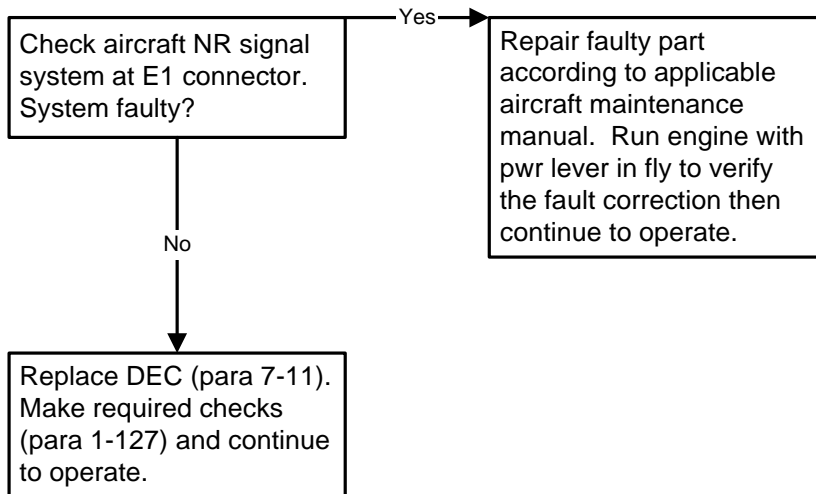 Check aircraft NR signal
system at E1 connector.
System faulty?
Yes
Repair faulty part
according to applicable
aircraft maintenance
manual.  Run engine with
pwr lever in fly to verify
the fault correction then
continue to operate.
No
Replace DEC (para 7-11).
Make required checks
(para 1-127) and continue
to operate.